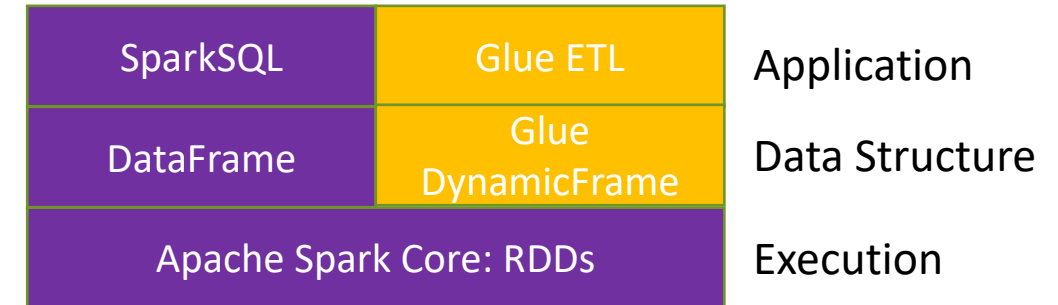 SparkSQL
Glue ETL
Application
DataFrame
Glue
DynamicFrame
Data Structure
Apache Spark Core: RDDs
Execution